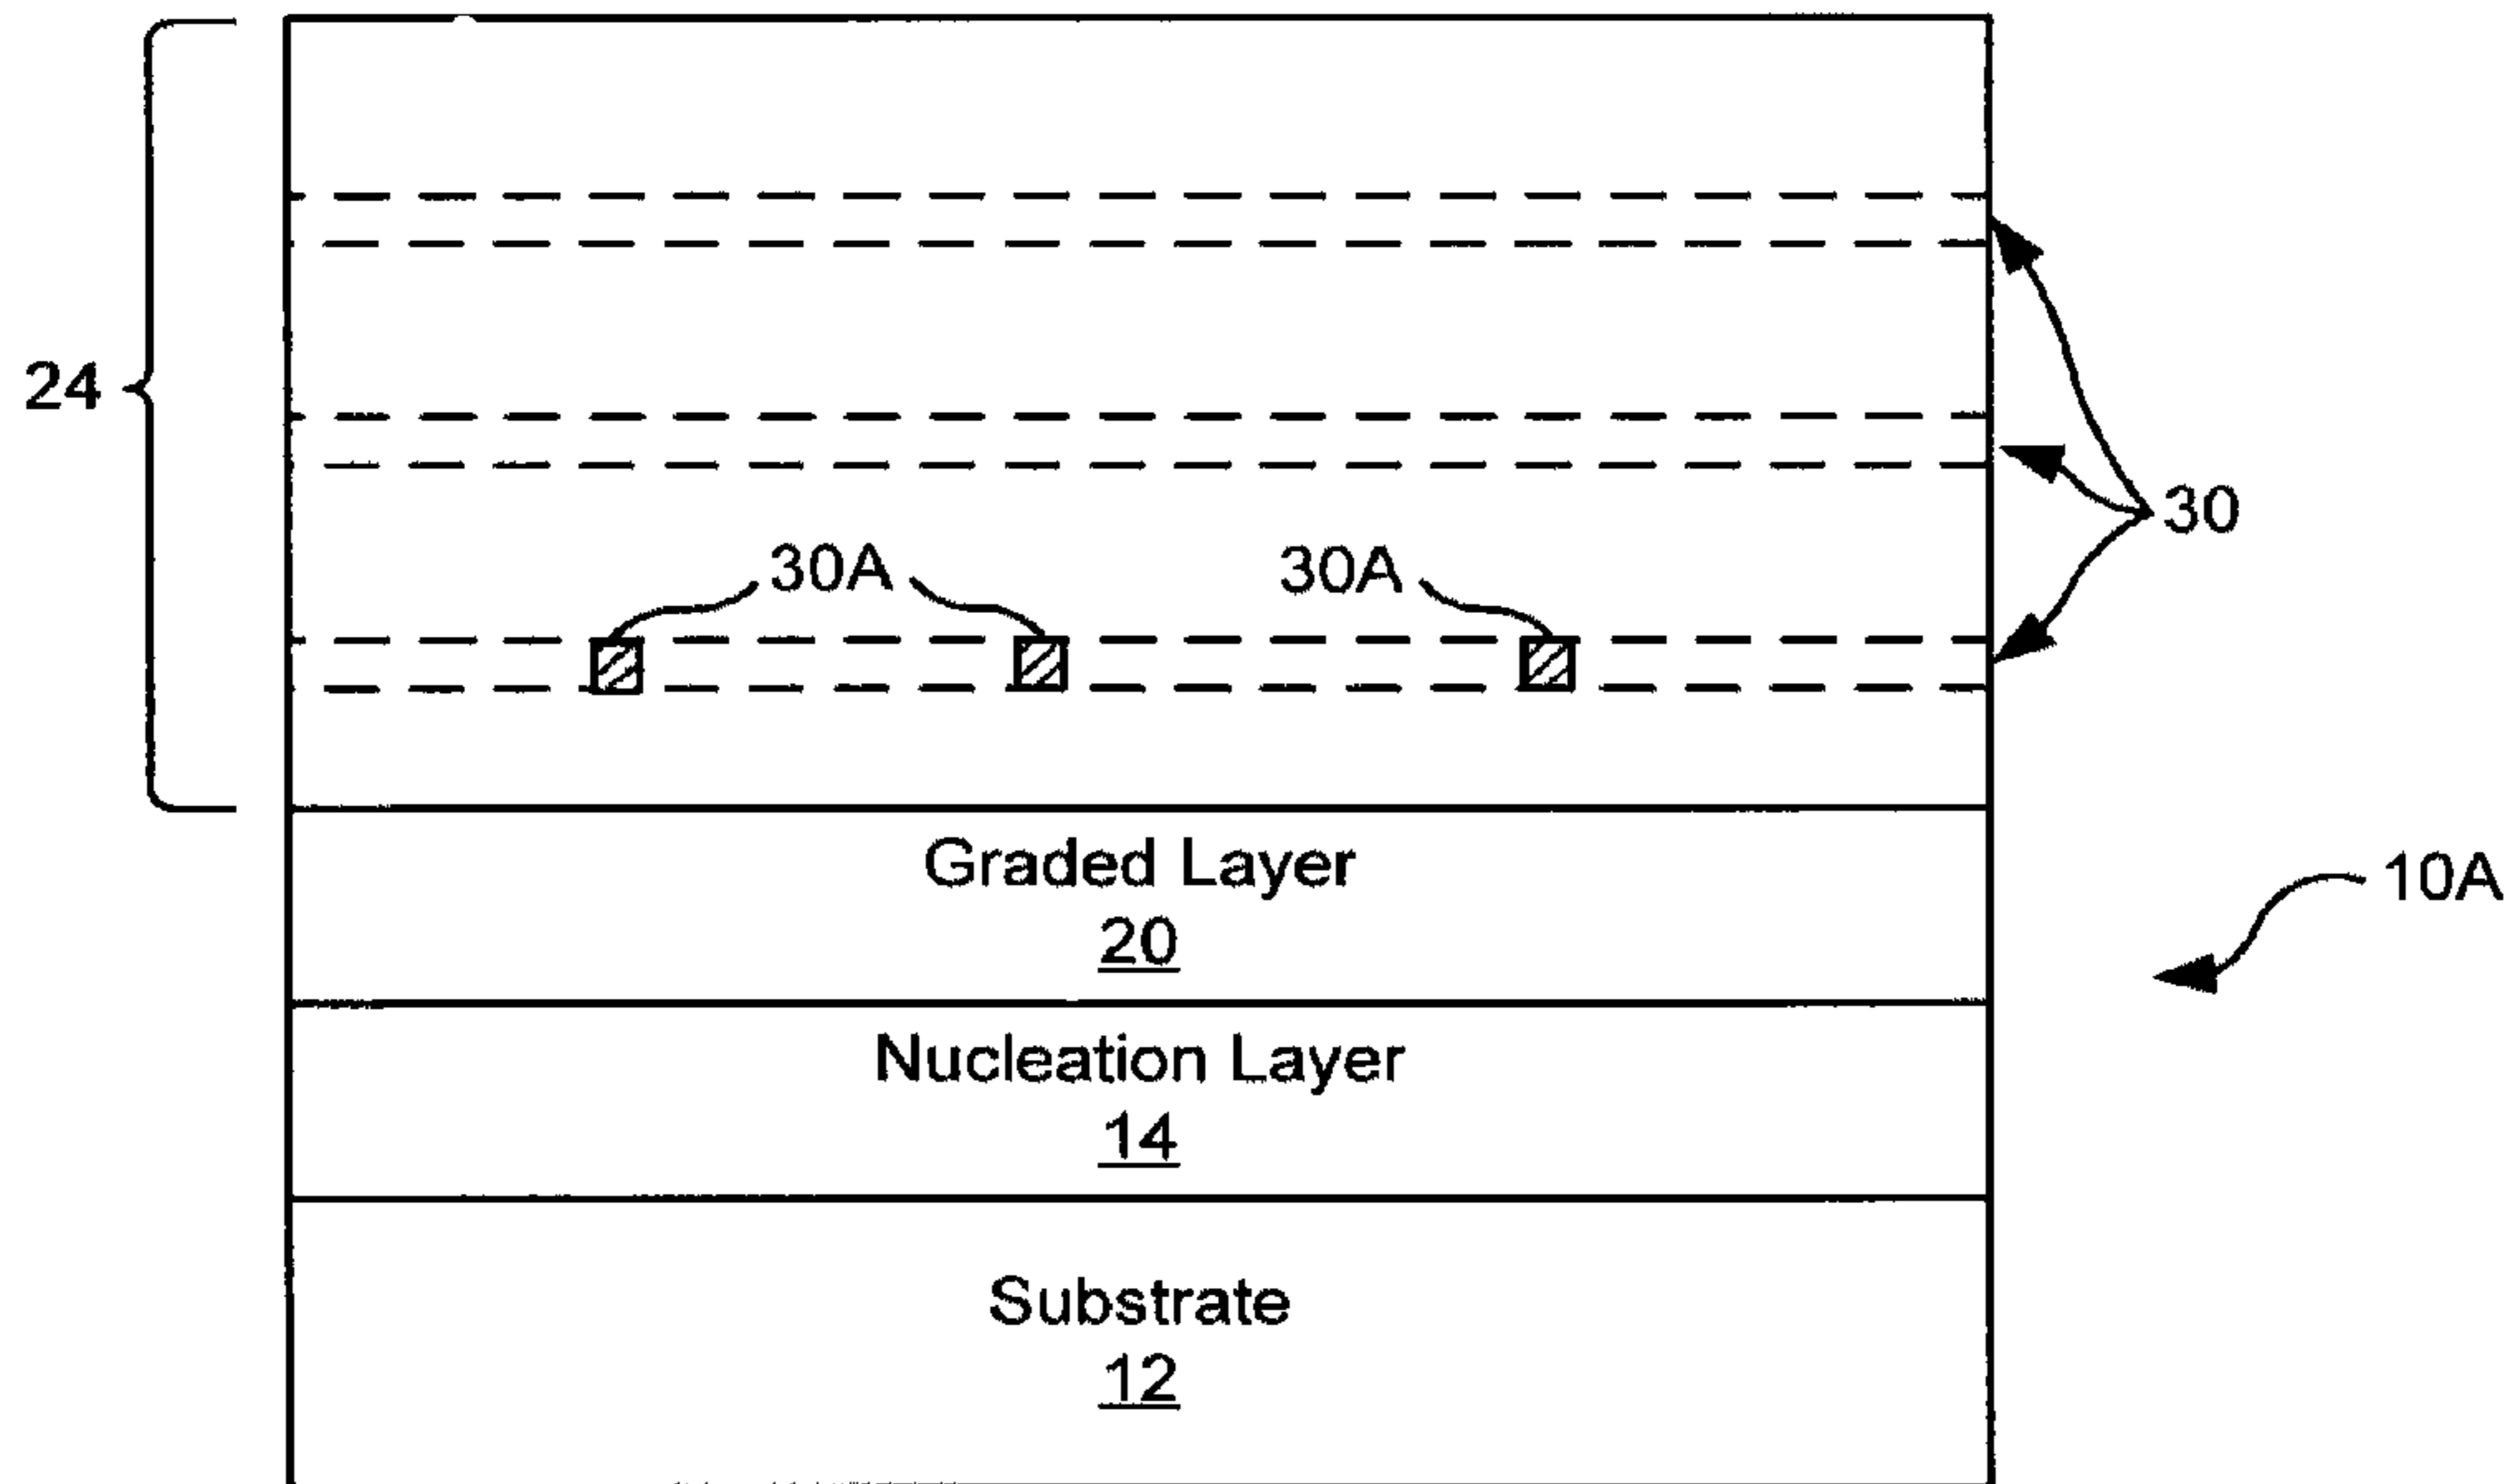 24
30
30A 30A
Graded Layer
20
10A
Nucleation Layer
14
Substrate
12